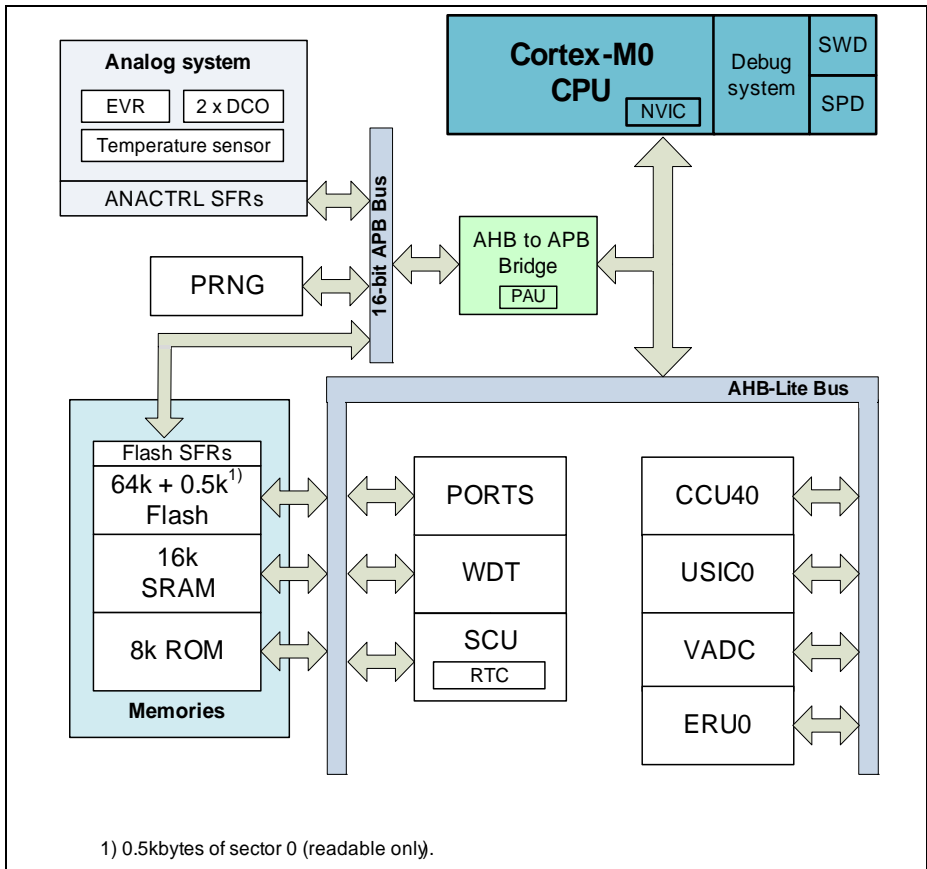 Analog system
EVR
2 x DCO
Temperature sensor
ANACTRL SFRs
Cortex-M0
CPU
NVIC
Debug
system
SWD
SPD
16-bit APB Bus
PRNG
AHB to APB
Bridge
PAU
AHB-Lite Bus
Flash SFRs
64k + 0.5k1)
Flash
16k
SRAM
8k ROM
Memories
PORTS
WDT
SCU
RTC
CCU40
USIC0
VADC
ERU0
1) 0.5kbytes of sector 0 (readable only).